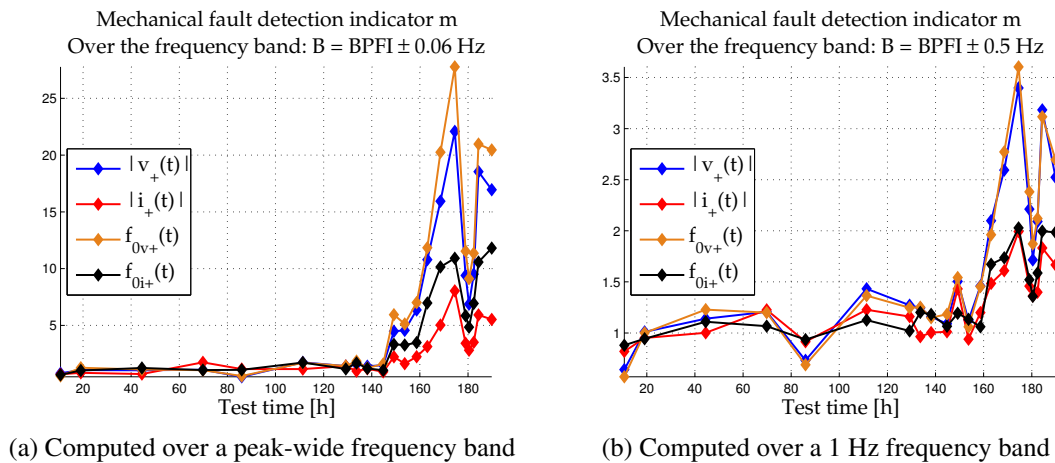 Mechanical fault detection indicator m
Over the frequency band: B = BPFI ± 0.06 Hz
25
20
15
10
5
|v₊(t)|
|i₊(t)|
f₀ᵥ₊(t)
f₀ᵢ₊(t)
20 40 60 80 100 120 140 160 180
Test time [h]
(a) Computed over a peak-wide frequency band
Mechanical fault detection indicator m
Over the frequency band: B = BPFI ± 0.5 Hz
3.5
3
2.5
2
1.5
1
|v₊(t)|
|i₊(t)|
f₀ᵥ₊(t)
f₀ᵢ₊(t)
20 40 60 80 100 120 140 160 180
Test time [h]
(b) Computed over a 1 Hz frequency band